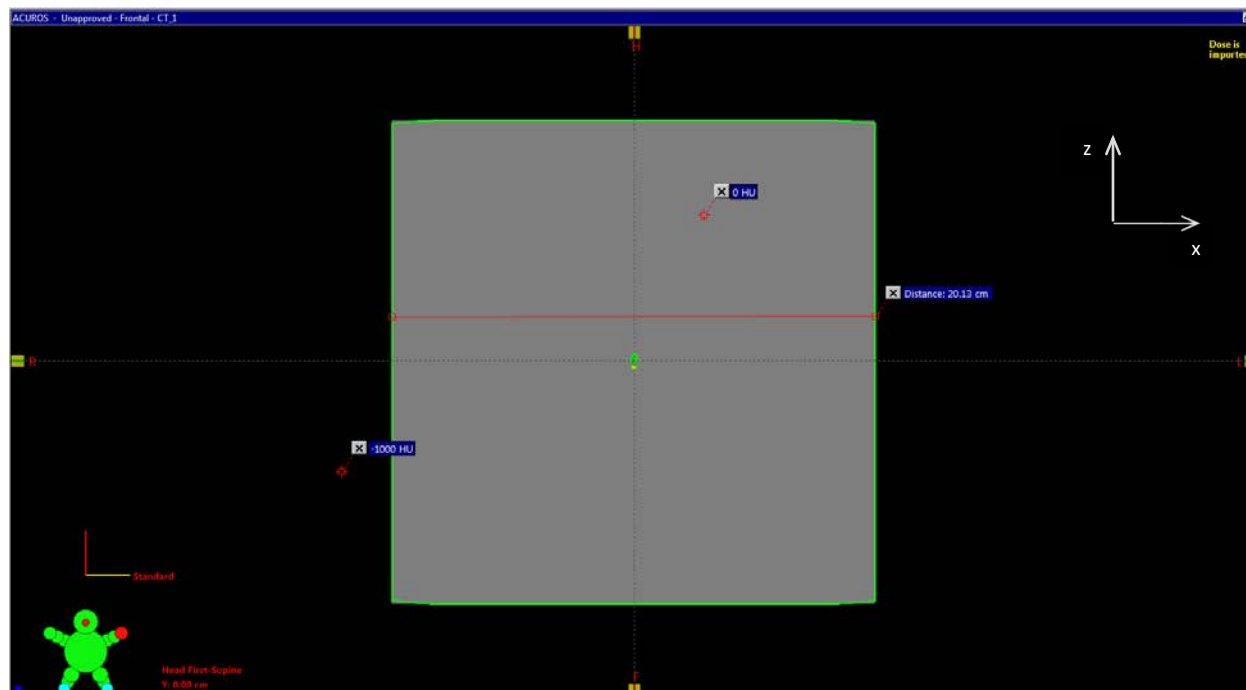 ACUROS - Unapproved - Frontal - CT_1
H
Dose is
importe
z
x
0 HU
Distance: 20.13 cm
R
-1000 HU
Standard
Head First-Supine
Y: 0.00 cm
F